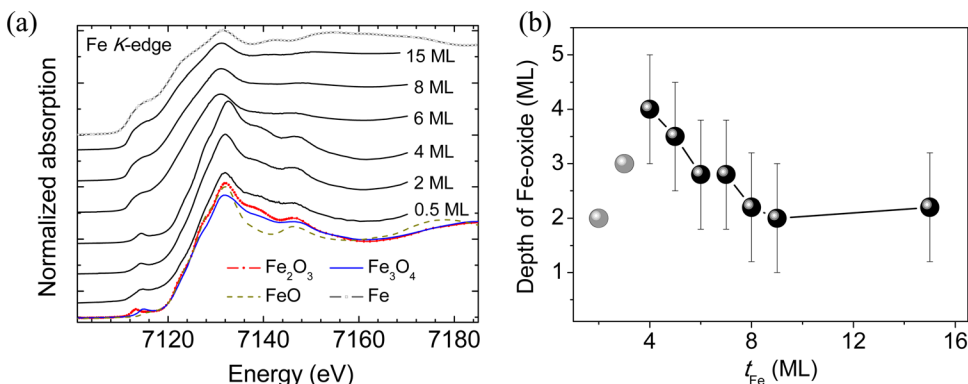 (a)
Fe K-edge
15 ML
8 ML
6 ML
4 ML
2 ML
0.5 ML
Fe₂O₃
Fe₃O₄
FeO
Fe
Normalized absorption
7120
7140
7160
7180
Energy (eV)
(b)
Depth of Fe-oxide (ML)
5
4
3
2
1
4
8
12
16
t_Fe (ML)